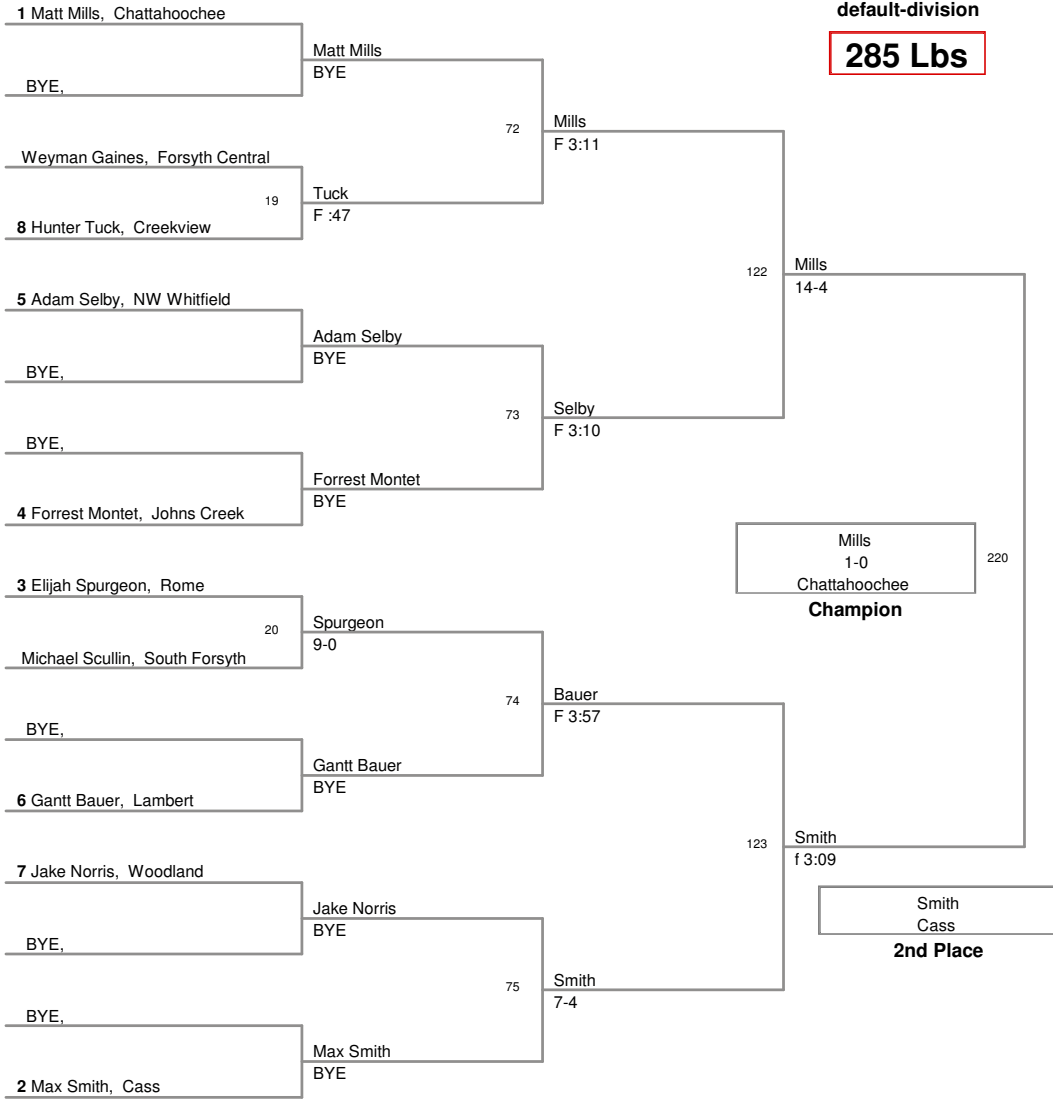 default-division
285 Lbs
1 Matt Mills, Chattahoochee
BYE,
Matt Mills
BYE
Weyman Gaines, Forsyth Central
19
8 Hunter Tuck, Creekview
Tuck
F :47
72
Mills
F 3:11
5 Adam Selby, NW Whitfield
BYE,
Adam Selby
BYE
BYE,
4 Forrest Montet, Johns Creek
Forrest Montet
BYE
73
Selby
F 3:10
122
Mills
14-4
3 Elijah Spurgeon, Rome
20
Michael Scullin, South Forsyth
Spurgeon
9-0
BYE,
6 Gantt Bauer, Lambert
Gantt Bauer
BYE
74
Bauer
F 3:57
7 Jake Norris, Woodland
BYE,
Jake Norris
BYE
BYE,
2 Max Smith, Cass
Max Smith
BYE
75
Smith
7-4
123
Smith
f 3:09
220
Mills
1-0
Chattahoochee
Champion
Smith
Cass
2nd Place